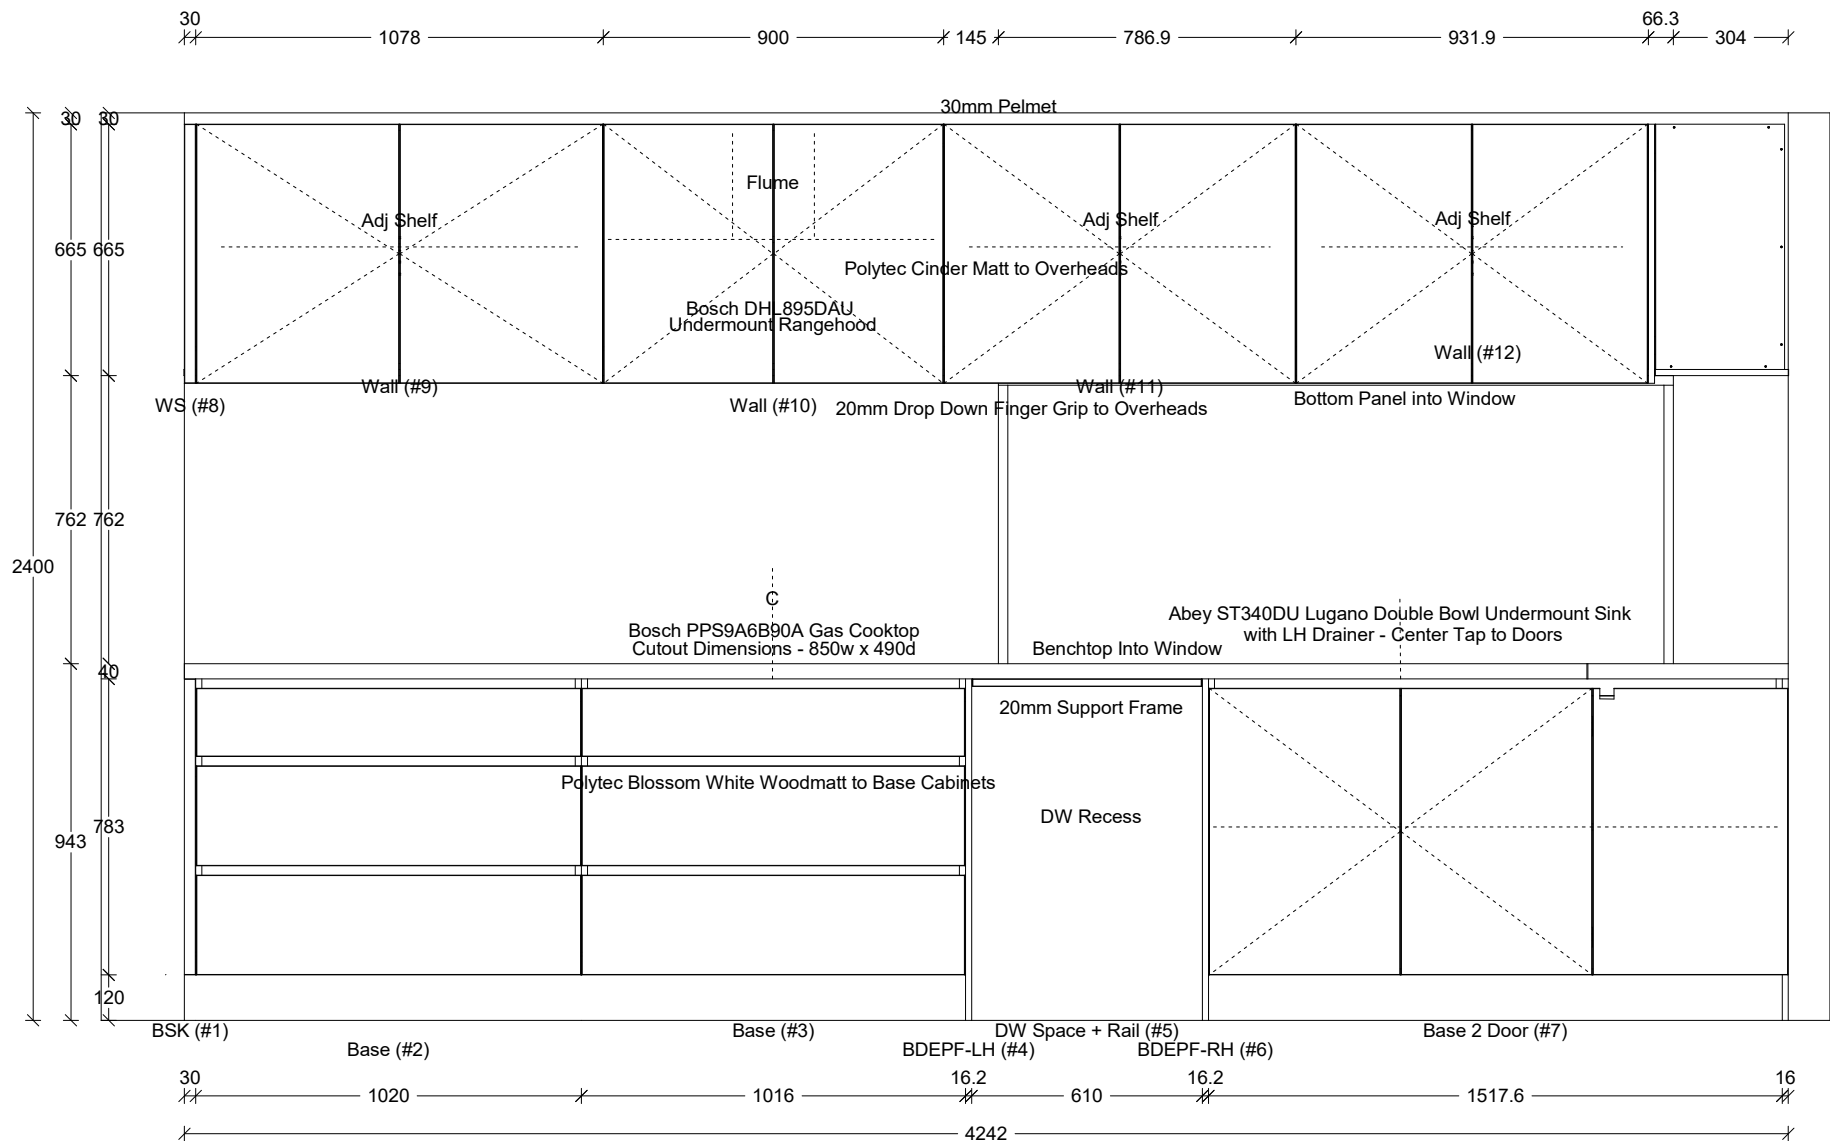 30
66.3
1078
900
145
786.9
931.9
304
30
30
30mm Pelmet
Flume
Adj Shelf
Adj Shelf
Adj Shelf
665
665
Polytec Cinder Matt to Overheads
Bosch DHL895DAU
Undermount Rangehood
Wall (#12)
Wall (#9)
Wall (#11)
WS (#8)
Wall (#10)
20mm Drop Down Finger Grip to Overheads
Bottom Panel into Window
762
762
2400
C
Bosch PPS9A6B90A Gas Cooktop
Cutout Dimensions - 850w x 490d
Abey ST340DU Lugano Double Bowl Undermount Sink
with LH Drainer - Center Tap to Doors
Benchtop Into Window
40
20mm Support Frame
Polytec Blossom White Woodmatt to Base Cabinets
DW Recess
943
783
120
BSK (#1)
Base (#2)
Base (#3)
BDEPF-LH (#4)
DW Space + Rail (#5)
BDEPF-RH (#6)
Base 2 Door (#7)
30
16.2
16.2
16
1020
1016
610
1517.6
4242